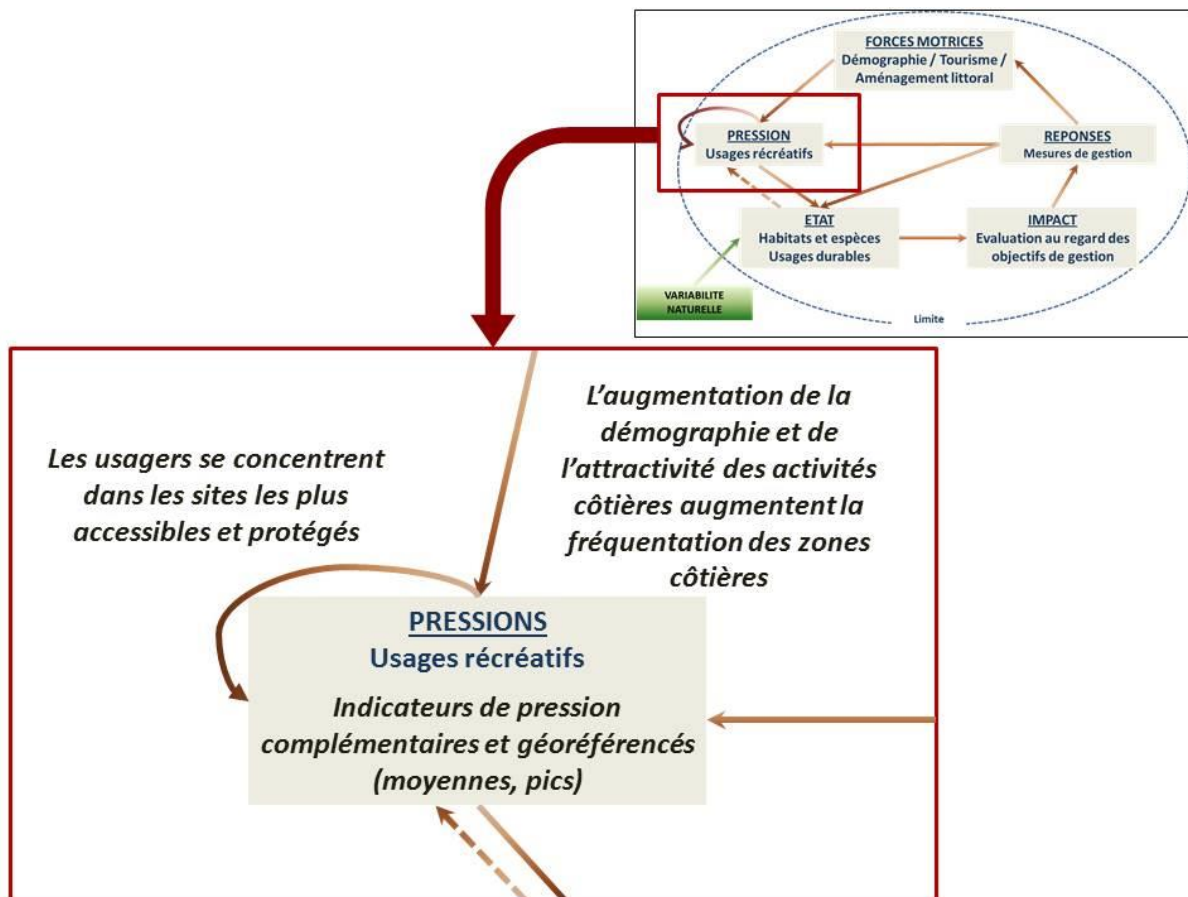 FORCES MOTRICES
Démographie / Tourisme /
Aménagement littoral
PRESSION
Usages récréatifs
REPONSES
Mesures de gestion
ETAT
Habitats et espèces
Usages durables
IMPACT
Evaluation au regard des
objectifs de gestion
VARIABILITE
NATURELLE
Limite
Les usagers se concentrent
dans les sites les plus
accessibles et protégés
L’augmentation de la
démographie et de
l’attractivité des activités
côtières augmentent la
fréquentation des zones
côtières
PRESSIONS
Usages récréatifs
Indicateurs de pression
complémentaires et géoréférencés
(moyennes, pics)